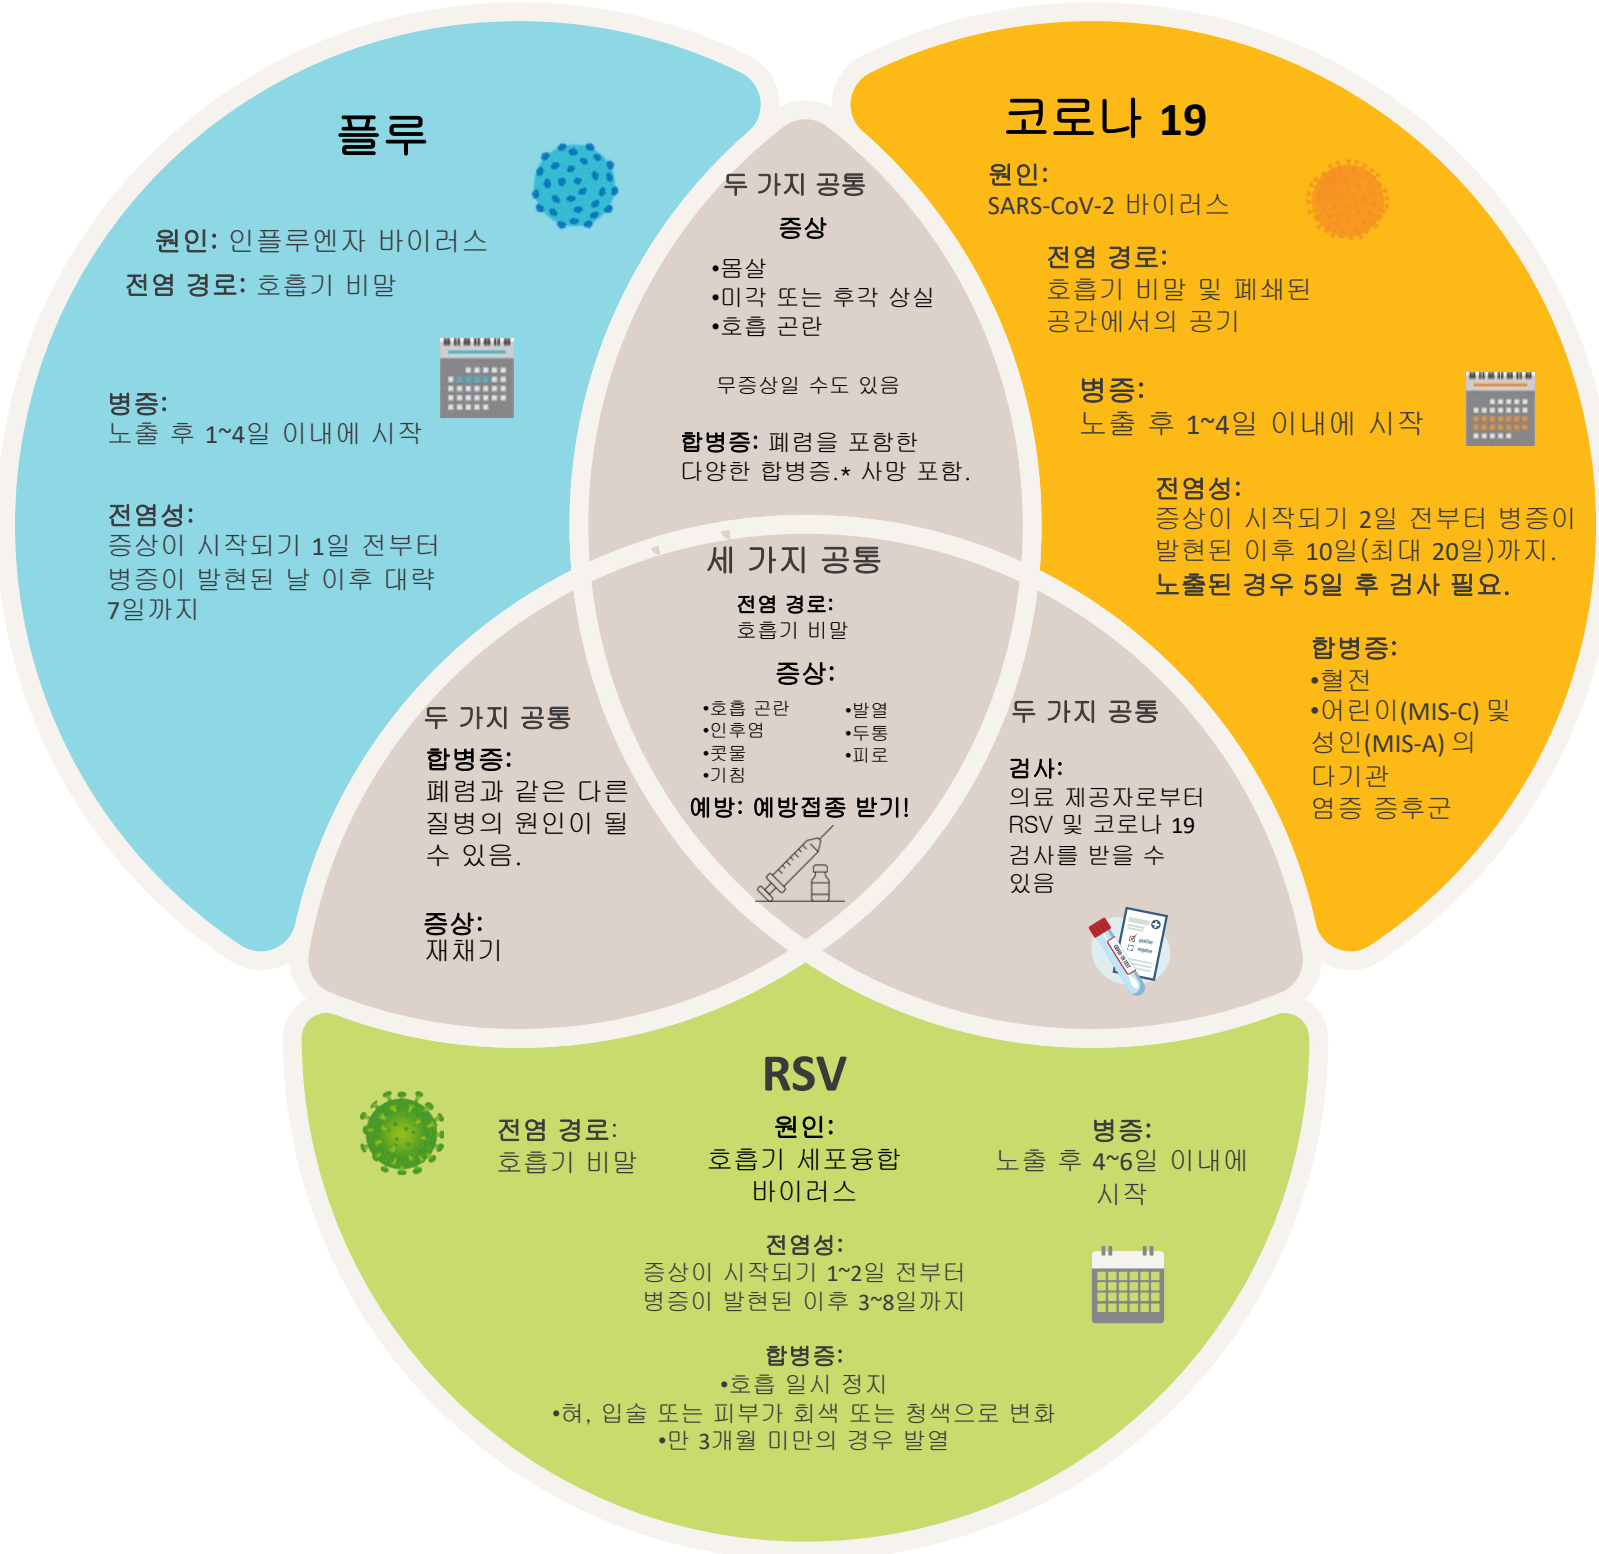 플루
원인: 인플루엔자 바이러스
전염 경로: 호흡기 비말
병증:
노출 후 1~4일 이내에 시작
전염성:
증상이 시작되기 1일 전부터
병증이 발현된 날 이후 대략
7일까지
두 가지 공통
증상
•몸살
•미각 또는 후각 상실
•호흡 곤란
무증상일 수도 있음
합병증: 폐렴을 포함한
다양한 합병증.* 사망 포함.
코로나 19
원인:
SARS-CoV-2 바이러스
전염 경로:
호흡기 비말 및 폐쇄된
공간에서의 공기
병증:
노출 후 1~4일 이내에 시작
전염성:
증상이 시작되기 2일 전부터 병증이
발현된 이후 10일(최대 20일)까지.
노출된 경우 5일 후 검사 필요.
합병증:
•혈전
•어린이(MIS-C) 및
성인(MIS-A) 의
다기관
염증 증후군
세 가지 공통
전염 경로:
호흡기 비말
증상:
•호흡 곤란
•인후염
•콧물
•기침
•발열
•두통
•피로
예방: 예방접종 받기!
두 가지 공통
합병증:
폐렴과 같은 다른
질병의 원인이 될
수 있음.
증상:
재채기
두 가지 공통
검사:
의료 제공자로부터
RSV 및 코로나 19
검사를 받을 수
있음
positive
negative
COVID-19 TEST
RSV
전염 경로:
호흡기 비말
원인:
호흡기 세포융합
바이러스
병증:
노출 후 4~6일 이내에
시작
전염성:
증상이 시작되기 1~2일 전부터
병증이 발현된 이후 3~8일까지
합병증:
•호흡 일시 정지
•혀, 입술 또는 피부가 회색 또는 청색으로 변화
•만 3개월 미만의 경우 발열